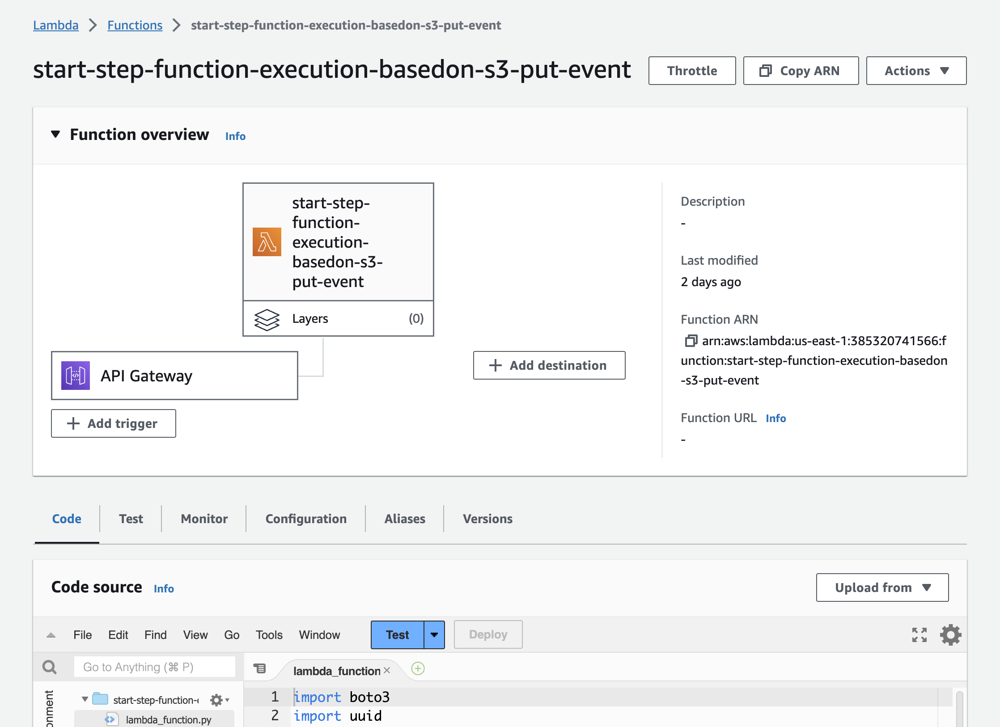 Lambda > Functions > start-step-function-execution-basedon-s3-put-event
start-step-function-execution-basedon-s3-put-event
Throttle
Copy ARN
Actions
Function overview Info
start-step-
function-
execution-
basedon-s3-
put-event
Layers (0)
API Gateway
Add trigger
Add destination
Description
-
Last modified
2 days ago
Function ARN
arn:aws:lambda:us-east-1:385320741566:f
unction:start-step-function-execution-basedon
-s3-put-event
Function URL Info
-
Code Test Monitor Configuration Aliases Versions
Code source Info
Upload from
File Edit Find View Go Tools Window Test Deploy
Go to Anything (⌘ P)
lambda_function
start-step-function-
lambda_function.py
1 import boto3
2 import uuid